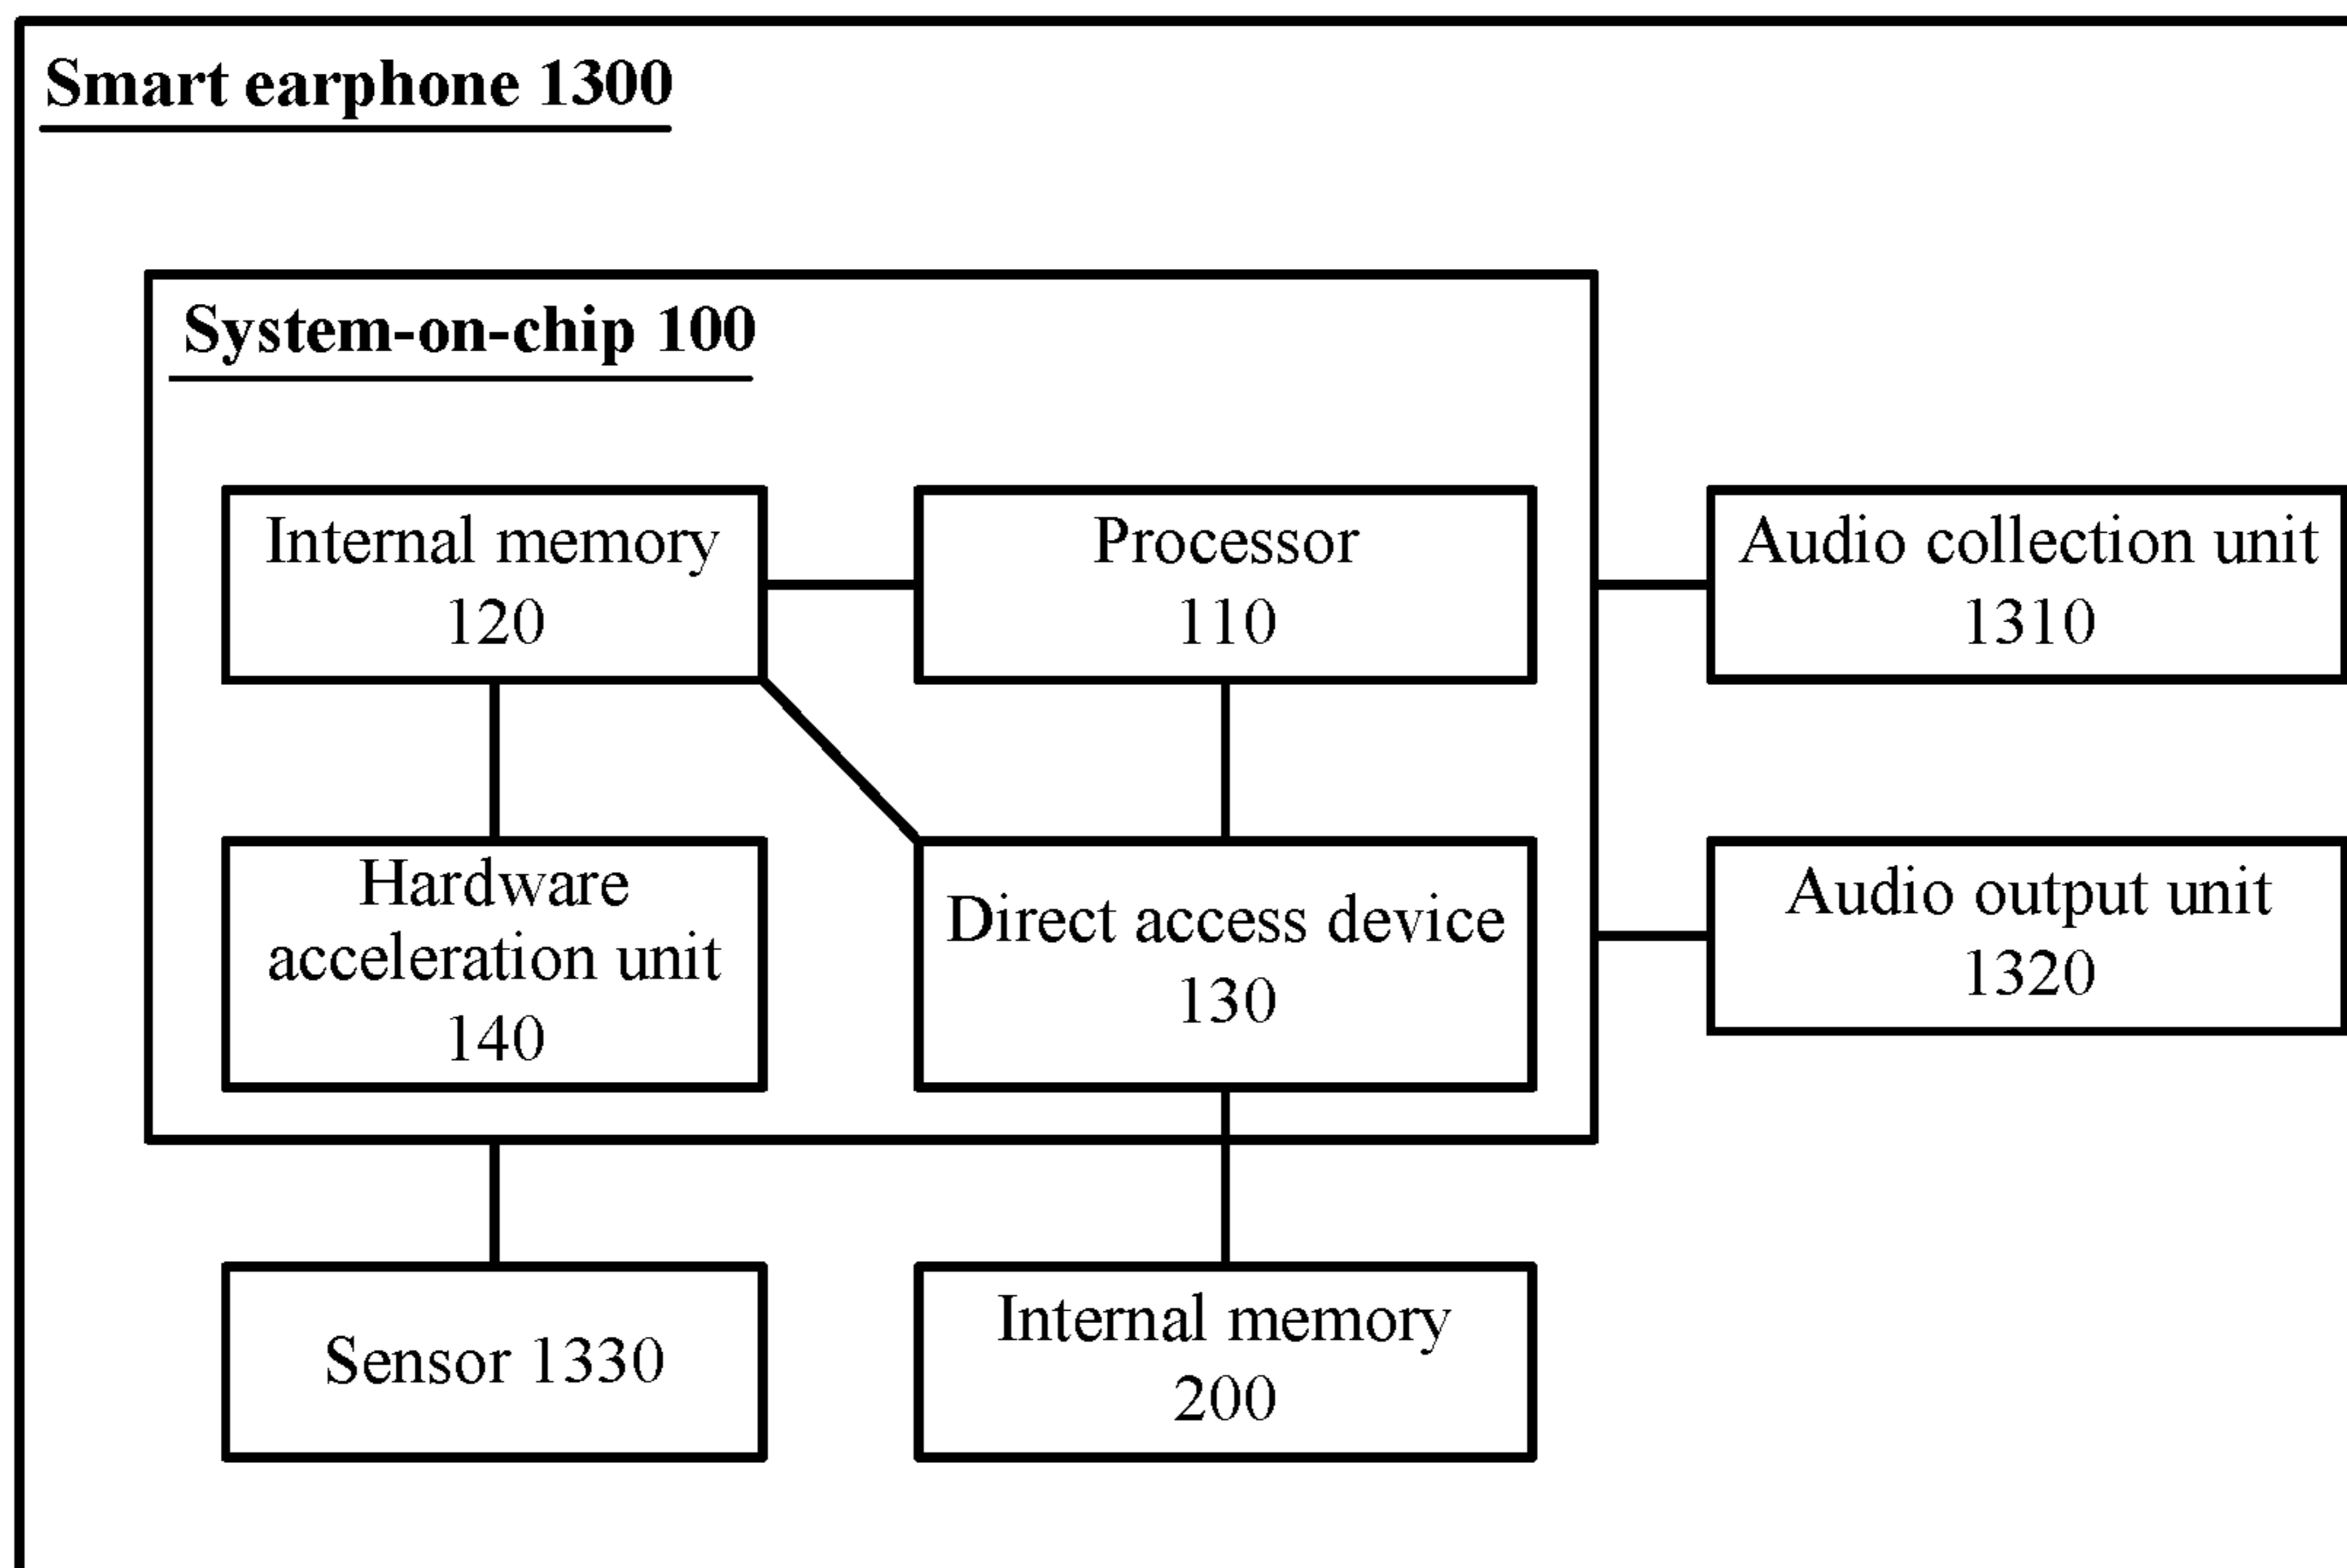 Smart earphone 1300
System-on-chip 100
Internal memory
120
Processor
110
Audio collection unit
1310
Hardware
acceleration unit
140
Direct access device
130
Audio output unit
1320
Sensor 1330
Internal memory
200